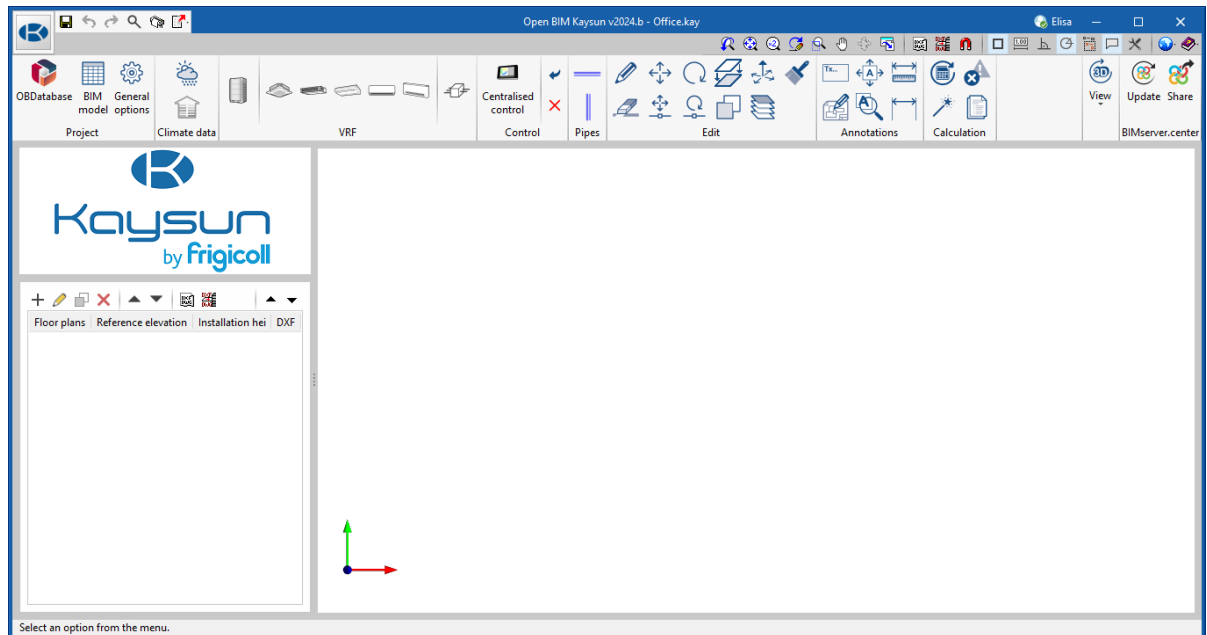 Open BIM Kaysun v2024.b - Office.kay
Elisa
OBDatabase
BIM model
General options
Centralised control
View
Update
Share
Project
Climate data
VRF
Control
Pipes
Edit
Annotations
Calculation
BIMserver.center
Kaysun
by frigicoll
Floor plans
Reference elevation
Installation hei
DXF
Select an option from the menu.